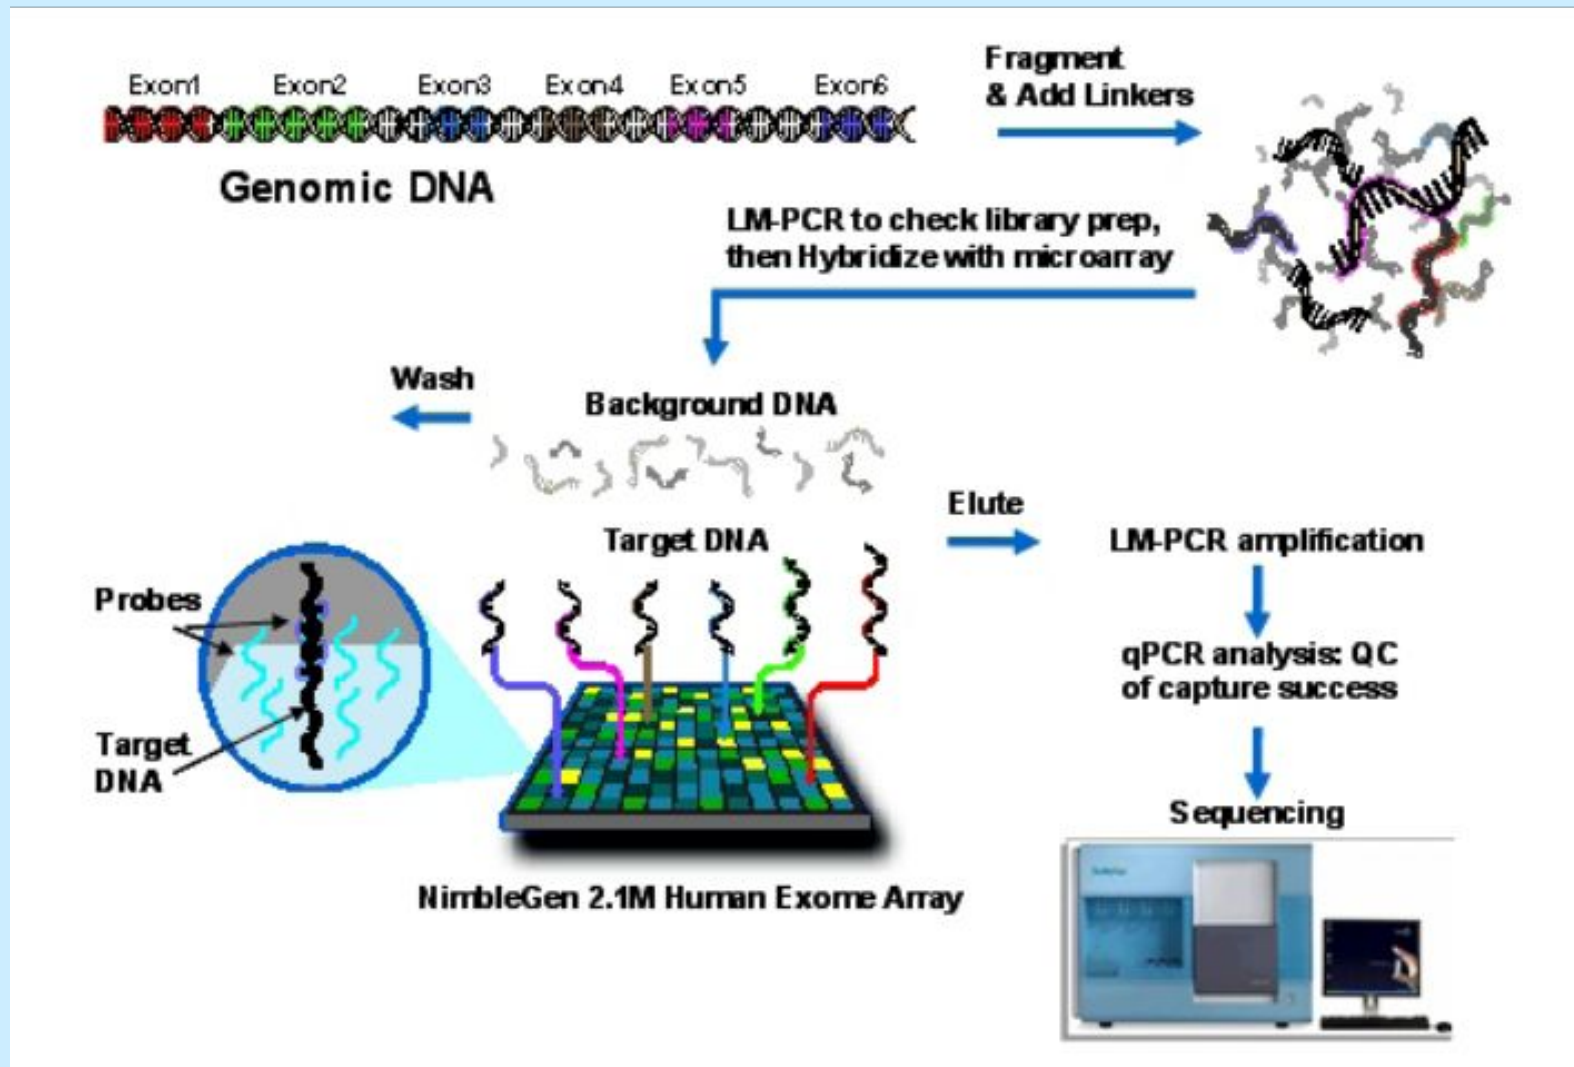 Exon1 Exon2 Exon3 Exon4 Exon5 Exon6
Genomic DNA
Fragment
& Add Linkers
LM-PCR to check library prep,
then Hybridize with microarray
Wash
Background DNA
Target DNA
Elute
LM-PCR amplification
qPCR analysis: QC
of capture success
Sequencing
Probes
Target
DNA
NimbleGen 2.1M Human Exome Array